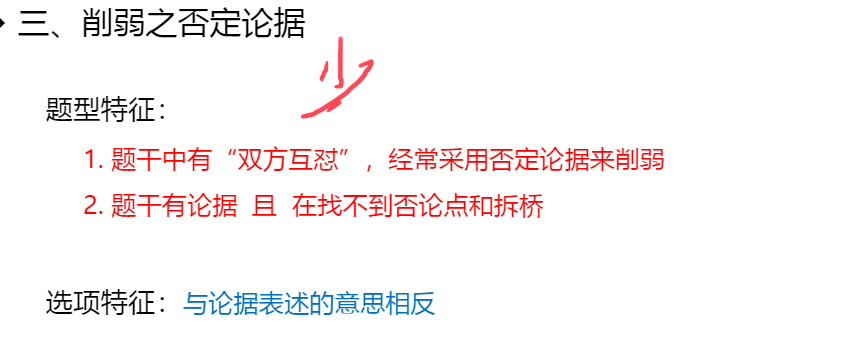 三、削弱之否定论据
少
题型特征：
1. 题干中有“双方互怼”，经常采用否定论据来削弱
2. 题干有论据 且 在找不到否论点和拆桥
选项特征：与论据表述的意思相反